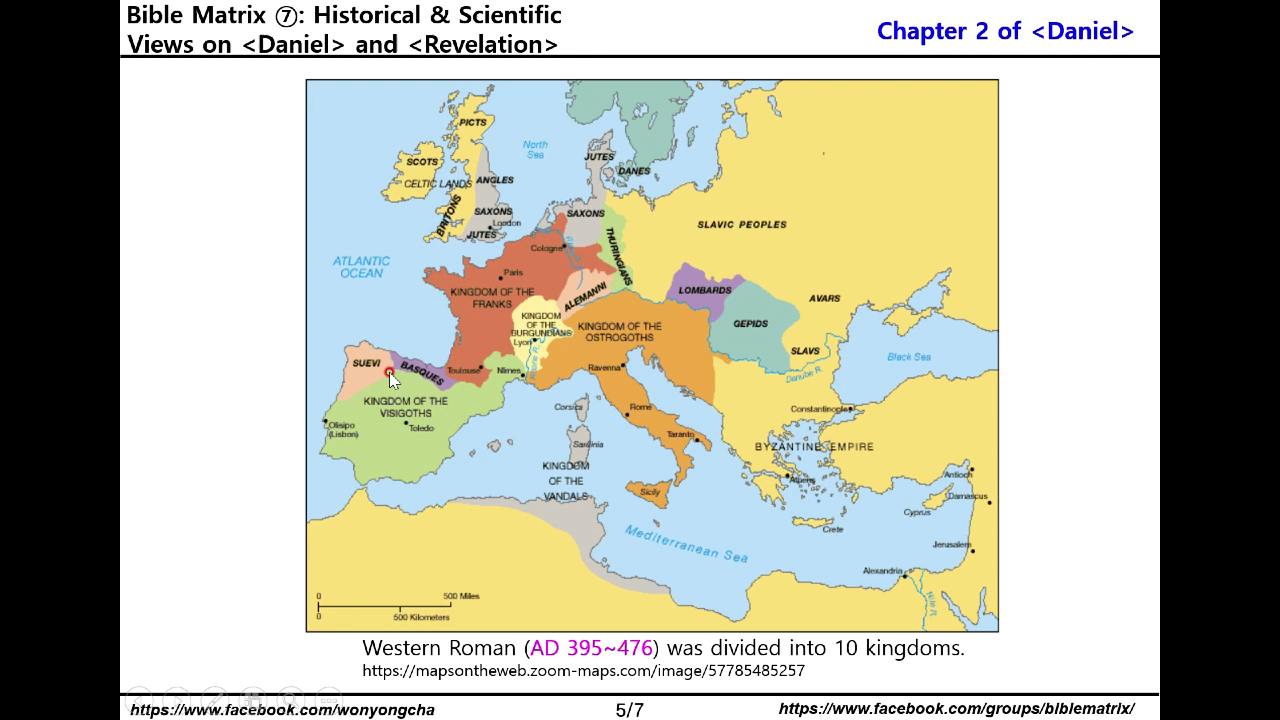 Bible Matrix ⑦: Historical & Scientific
Views on <Daniel> and <Revelation>
Chapter 2 of <Daniel>
PICTS
North
Sea
JUTES
SCOTS
DANES
CELTIC LANDS
ANGLES
BRITONS
SAXONS
SAXONS
London
JUTES
THURINGIANS
SLAVIC PEOPLES
Cologne
ATLANTIC
OCEAN
Paris
KINGDOM OF THE
FRANKS
ALEMANNI
LOMBARDS
AVARS
KINGDOM
OF THE
BURGUNDIANS
Lyon
KINGDOM OF THE
OSTROGOTHS
GEPIDS
SLAVS
Black Sea
SUEVI
BASQUES
Toulouse
Nimes
Rhone R.
Ravenna
Danube R.
KINGDOM OF THE
VISIGOTHS
Corsica
Rome
Constantinople
Olisipo
(Lisbon)
Toledo
Taranto
Sardinia
BYZANTINE EMPIRE
KINGDOM
OF THE
VANDALS
Sicily
Athens
Antioch
Damascus
Cyprus
Crete
Mediterranean Sea
Jerusalem
Alexandria
Nile R.
0 500 Miles
0 500 Kilometers
Western Roman (AD 395~476) was divided into 10 kingdoms.
https://mapsontheweb.zoom-maps.com/image/57785485257
https://www.facebook.com/wonyongcha
5/7
https://www.facebook.com/groups/biblematrix/